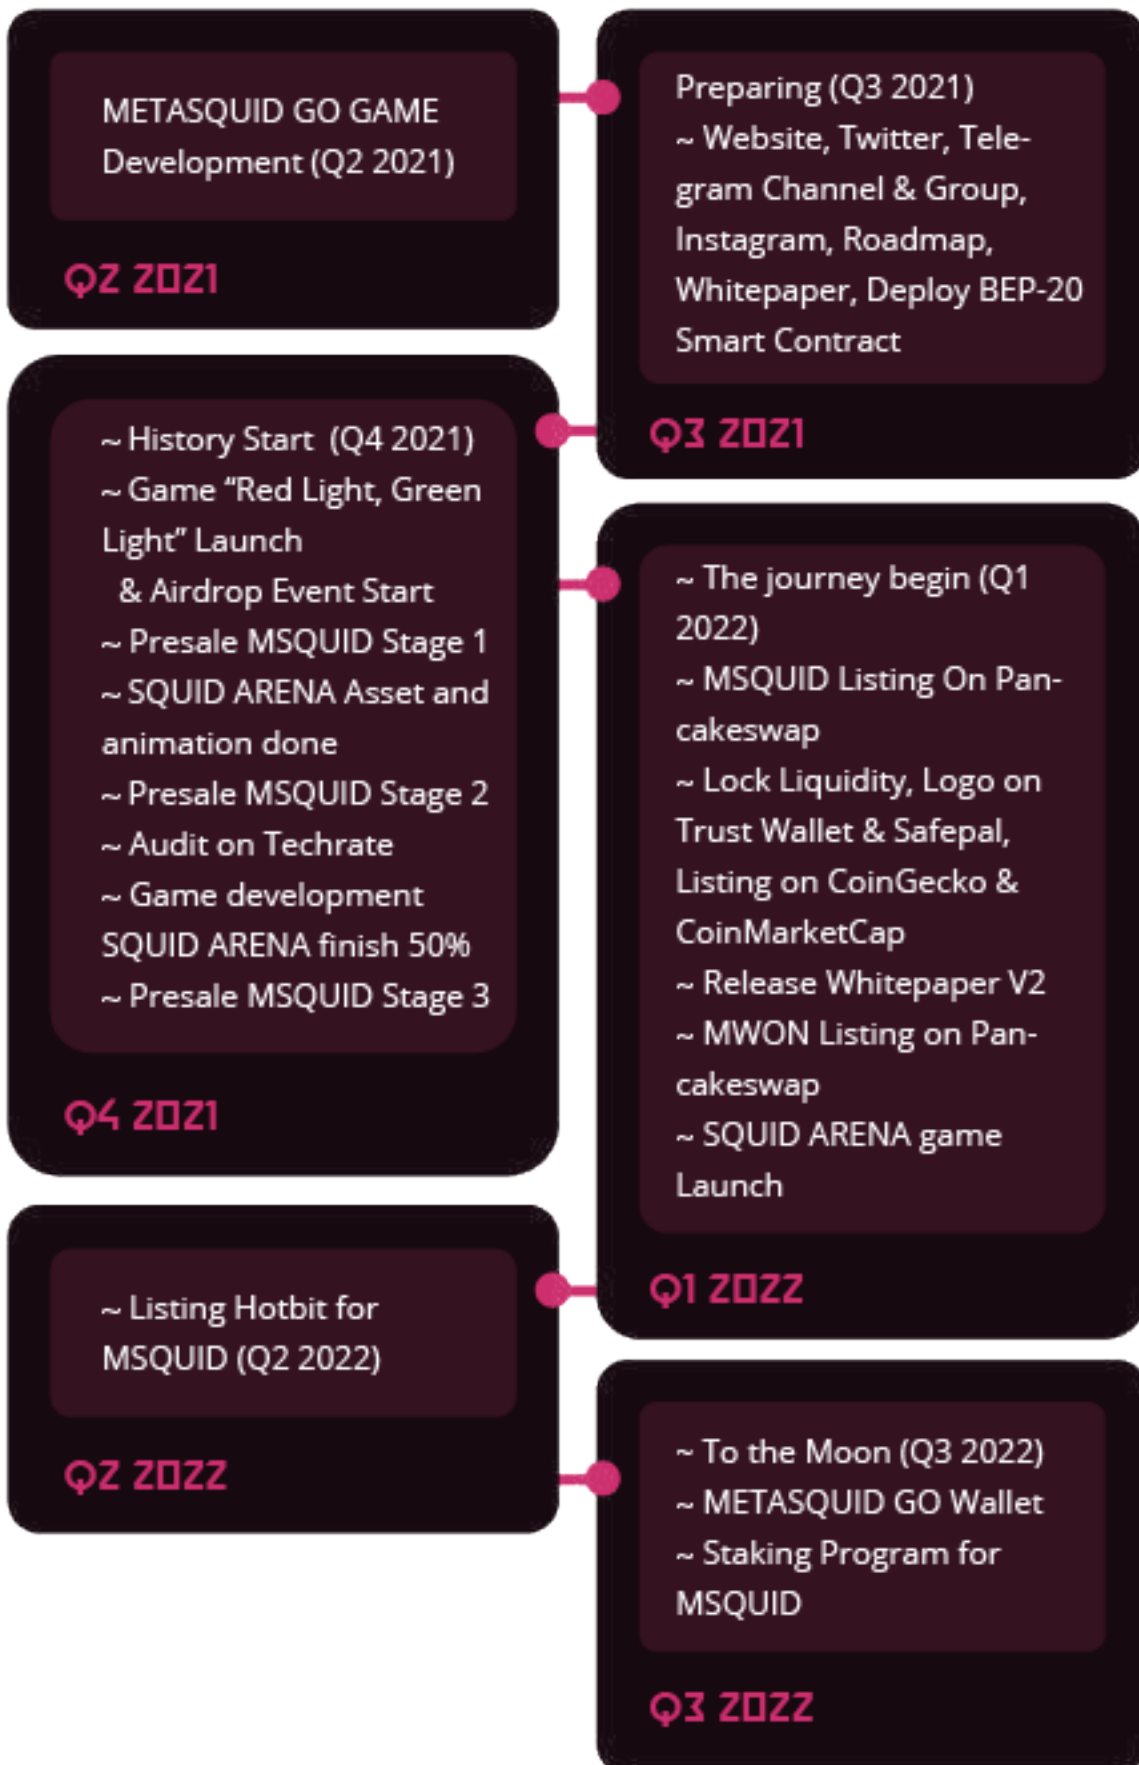 METASQUID GO GAME
Development (Q2 2021)
Q2 2021
Preparing (Q3 2021)
~ Website, Twitter, Tele-
gram Channel & Group,
Instagram, Roadmap,
Whitepaper, Deploy BEP-20
Smart Contract
Q3 2021
~ History Start  (Q4 2021)
~ Game “Red Light, Green
Light” Launch
& Airdrop Event Start
~ Presale MSQUID Stage 1
~ SQUID ARENA Asset and
animation done
~ Presale MSQUID Stage 2
~ Audit on Techrate
~ Game development
SQUID ARENA finish 50%
~ Presale MSQUID Stage 3
Q4 2021
~ The journey begin (Q1
2022)
~ MSQUID Listing On Pan-
cakeswap
~ Lock Liquidity, Logo on
Trust Wallet & Safepal,
Listing on CoinGecko &
CoinMarketCap
~ Release Whitepaper V2
~ MWON Listing on Pan-
cakeswap
~ SQUID ARENA game
Launch
Q1 2022
~ Listing Hotbit for
MSQUID (Q2 2022)
Q2 2022
~ To the Moon (Q3 2022)
~ METASQUID GO Wallet
~ Staking Program for
MSQUID
Q3 2022